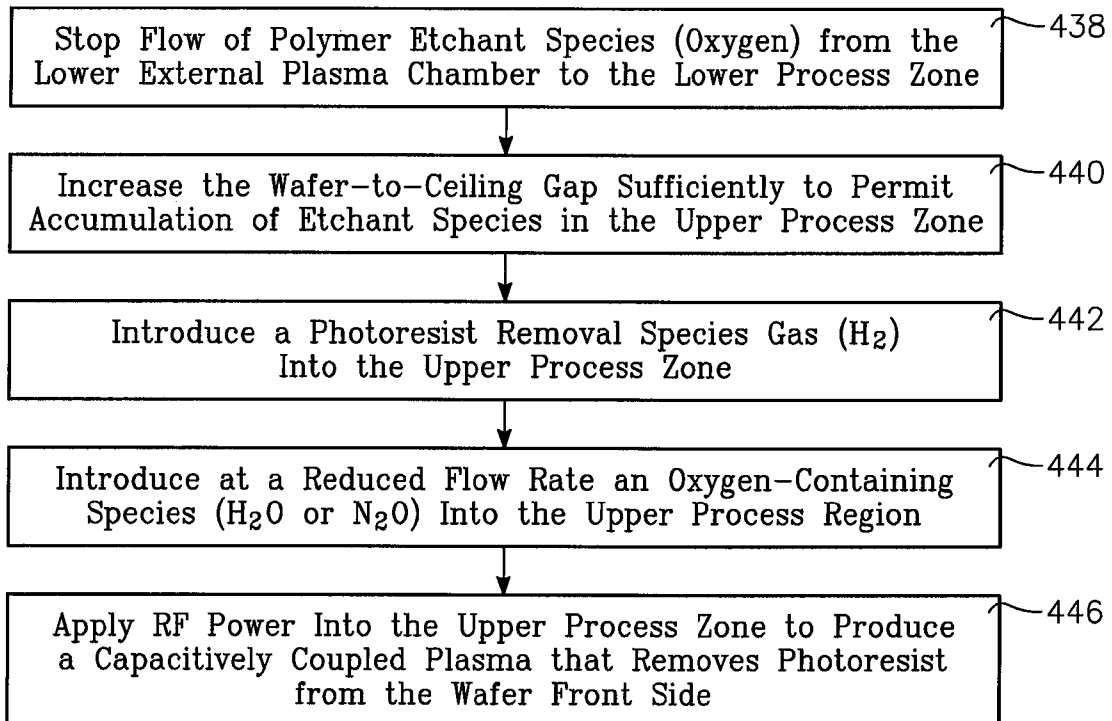 Stop Flow of Polymer Etchant Species (Oxygen) from the
Lower External Plasma Chamber to the Lower Process Zone
438
Increase the Wafer-to-Ceiling Gap Sufficiently to Permit
Accumulation of Etchant Species in the Upper Process Zone
440
Introduce a Photoresist Removal Species Gas (H₂)
Into the Upper Process Zone
442
Introduce at a Reduced Flow Rate an Oxygen-Containing
Species (H₂O or N₂O) Into the Upper Process Region
444
Apply RF Power Into the Upper Process Zone to Produce
a Capacitively Coupled Plasma that Removes Photoresist
from the Wafer Front Side
446